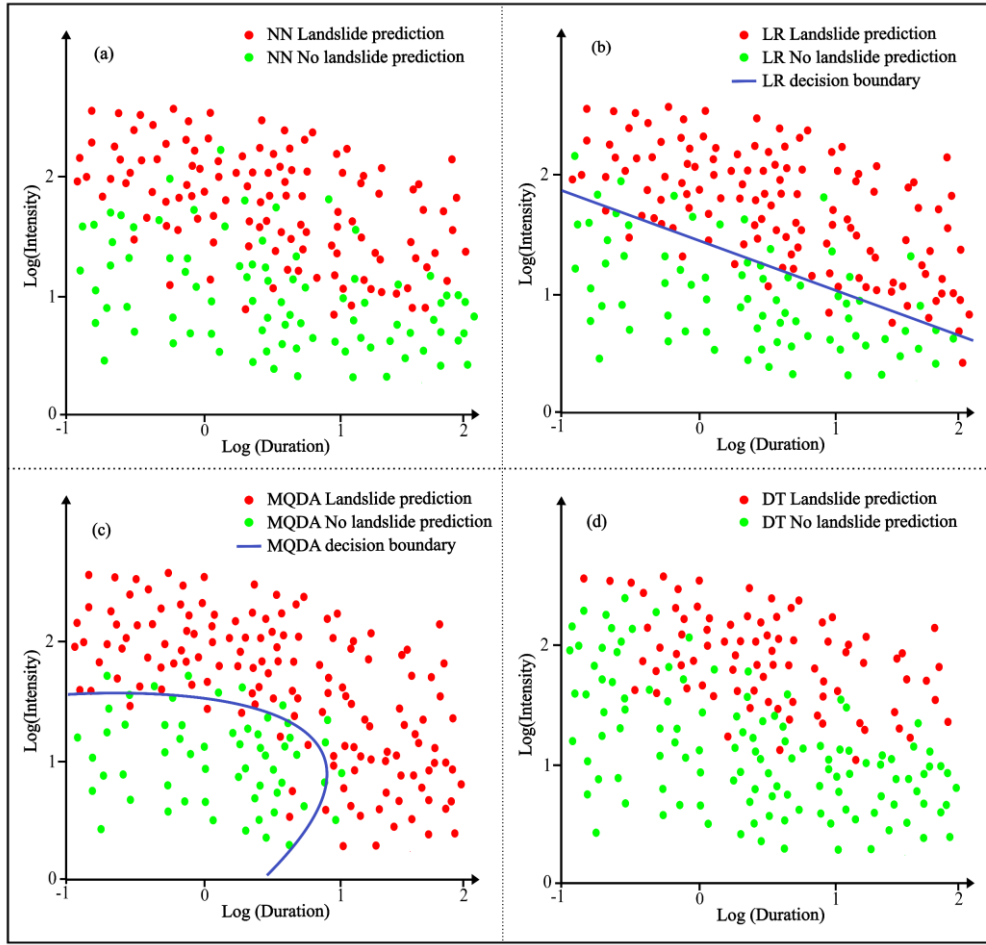 (a)
NN Landslide prediction
NN No landslide prediction
Log(Intensity)
2
1
0
-1 0 1 2
Log (Duration)
(b)
LR Landslide prediction
LR No landslide prediction
LR decision boundary
Log(Intensity)
2
1
0
-1 0 1 2
Log (Duration)
(c)
MQDA Landslide prediction
MQDA No landslide prediction
MQDA decision boundary
Log(Intensity)
2
1
0
-1 0 1 2
Log (Duration)
(d)
DT Landslide prediction
DT No landslide prediction
Log(Intensity)
2
1
0
-1 0 1 2
Log (Duration)